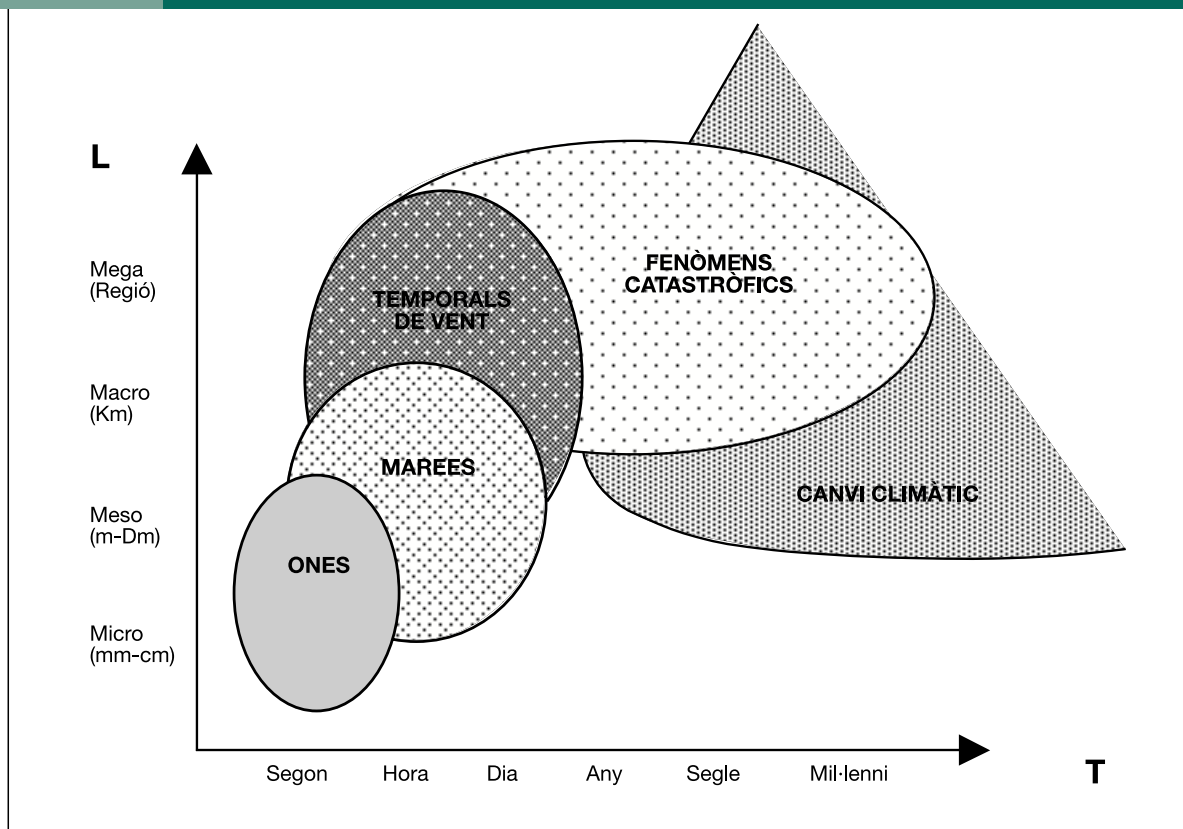 L
Mega
(Regió)
Macro
(Km)
Meso
(m-Dm)
Micro
(mm-cm)
FENÒMENS
CATASTRÒFICS
TEMPORALS
DE VENT
MAREES
CANVI CLIMÀTIC
ONES
Segon
Hora
Dia
Any
Segle
Mil·lenni
T